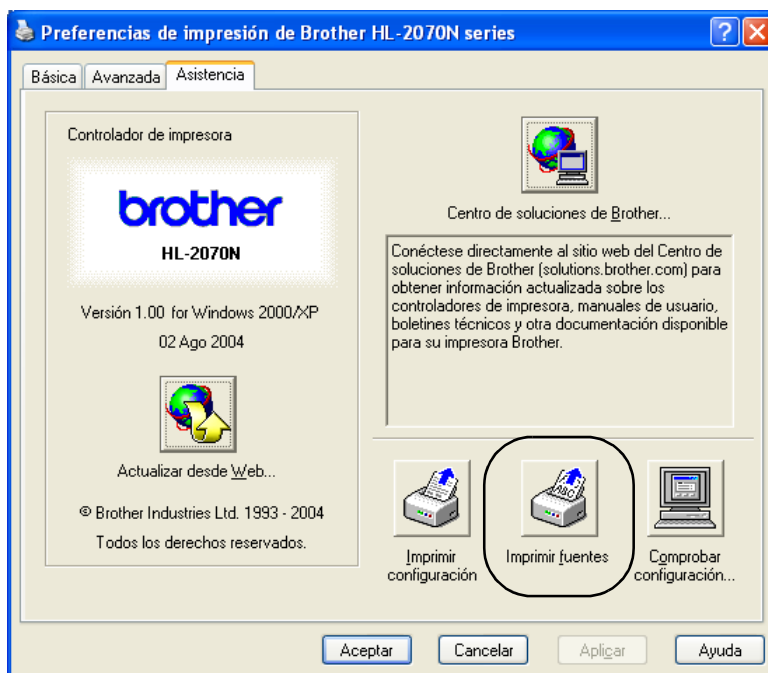 Preferencias de impresión de Brother HL-2070N series
Básica
Avanzada
Asistencia
Controlador de impresora
brother
HL-2070N
Versión 1.00 for Windows 2000/XP
02 Ago 2004
Actualizar desde Web...
© Brother Industries Ltd. 1993 - 2004
Todos los derechos reservados.
Centro de soluciones de Brother...
Conéctese directamente al sitio web del Centro de
soluciones de Brother (solutions.brother.com) para
obtener información actualizada sobre los
controladores de impresora, manuales de usuario,
boletines técnicos y otra documentación disponible
para su impresora Brother.
Imprimir
configuración
ABC
Imprimir fuentes
Comprobar
configuración...
Aceptar
Cancelar
Aplicar
Ayuda